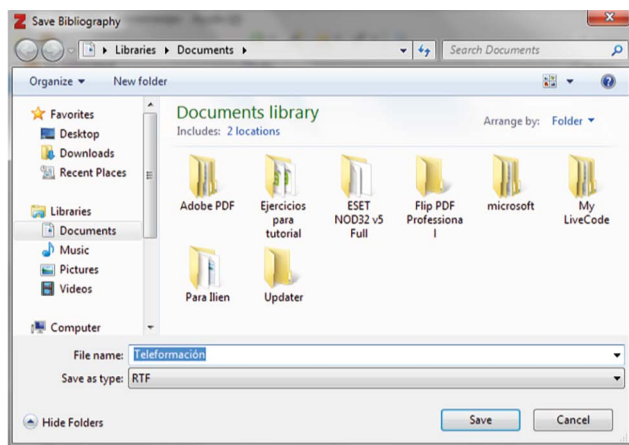 Save Bibliography
Libraries Documents
Search Documents
Organize New folder
Favorites
Desktop
Downloads
Recent Places
Libraries
Documents
Music
Pictures
Videos
Computer
Documents library
Includes: 2 locations
Arrange by: Folder
Adobe PDF
Ejercicios
para
tutorial
ESET
NOD32 v5
Full
Flip PDF
Professiona
l
microsoft
My
LiveCode
Para Ilien
Updater
File name: Teleformación
Save as type: RTF
Hide Folders
Save
Cancel